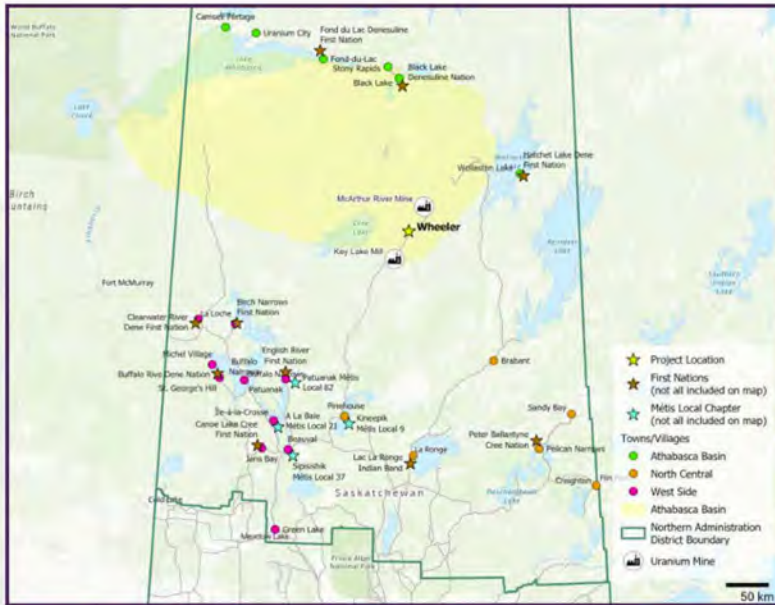 World Buffalo
National Park
Camsell Portage
Uranium City
Fond du Lac Denesuline
First Nation
Fond-du-Lac
Stony Rapids
Black Lake
Denesuline Nation
Black Lake
Lake
Hatchet Lake Dene
First Nation
Wollaston Lake
Birch
McArthur River Mine
Wheeler
Key Lake Mill
Reindeer
Lake
Fort McMurray
La Loche
Birch Narrows
First Nation
Clearwater River
Dene First Nation
Michel Village
Buffalo
Narrows
English River
First Nation
Buffalo Rive Dene Nation
Patuanak Métis
Local 82
St. George's Hill
Patuanak
Brabant
Île-à-la-Crosse
A La Baie
Métis Local 21
Canoe Lake Cree
First Nation
Pinehouse
Kineepik
Métis Local 9
Sandy Bay
Beauval
Jans Bay
Sipisishik
Métis Local 37
Lac La Ronge
Indian Band
La Ronge
Peter Ballantyne
Cree Nation
Pelican Narrows
Saskatchewan
Creighton
Flin
Cold Lake
Green Lake
Meadow Lake
Prince Albert
National Park
Project Location
First Nations
(not all included on map)
Métis Local Chapter
(not all included on map)
Towns/Villages
Athabasca Basin
North Central
West Side
Athabasca Basin
Northern Administration
District Boundary
Uranium Mine
50 km